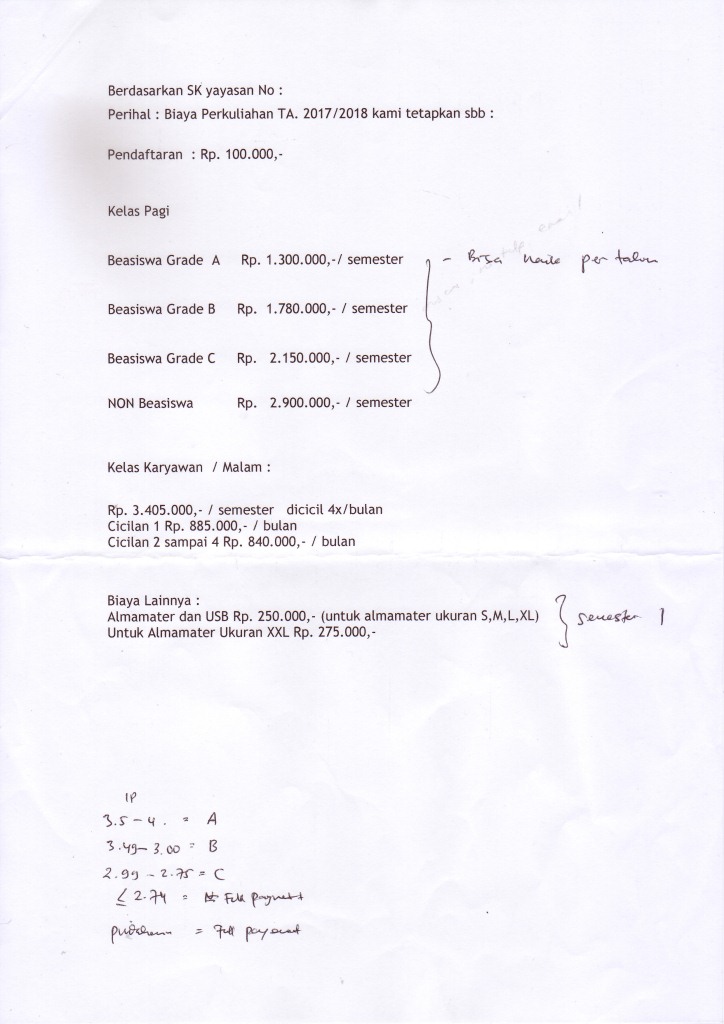 Berdasarkan SK yayasan No :
Perihal : Biaya Perkuliahan TA. 2017/2018 kami tetapkan sbb :
Pendaftaran : Rp. 100.000,-
Kelas Pagi
Beasiswa Grade A Rp. 1.300.000,-/ semester - Bisa naik per tahun
Beasiswa Grade B Rp. 1.780.000,- / semester
Beasiswa Grade C Rp. 2.150.000,- / semester
NON Beasiswa Rp. 2.900.000,- / semester
Kelas Karyawan / Malam :
Rp. 3.405.000,- / semester dicicil 4x/bulan
Cicilan 1 Rp. 885.000,- / bulan
Cicilan 2 sampai 4 Rp. 840.000,- / bulan
Biaya Lainnya :
Almamater dan USB Rp. 250.000,- (untuk almamater ukuran S,M,L,XL) semester 1
Untuk Almamater Ukuran XXL Rp. 275.000,-
IP
3.5 - 4. = A
3.49 - 3.00 = B
2.99 - 2.75 = C
≤ 2.74 = Full payment
= Full payment